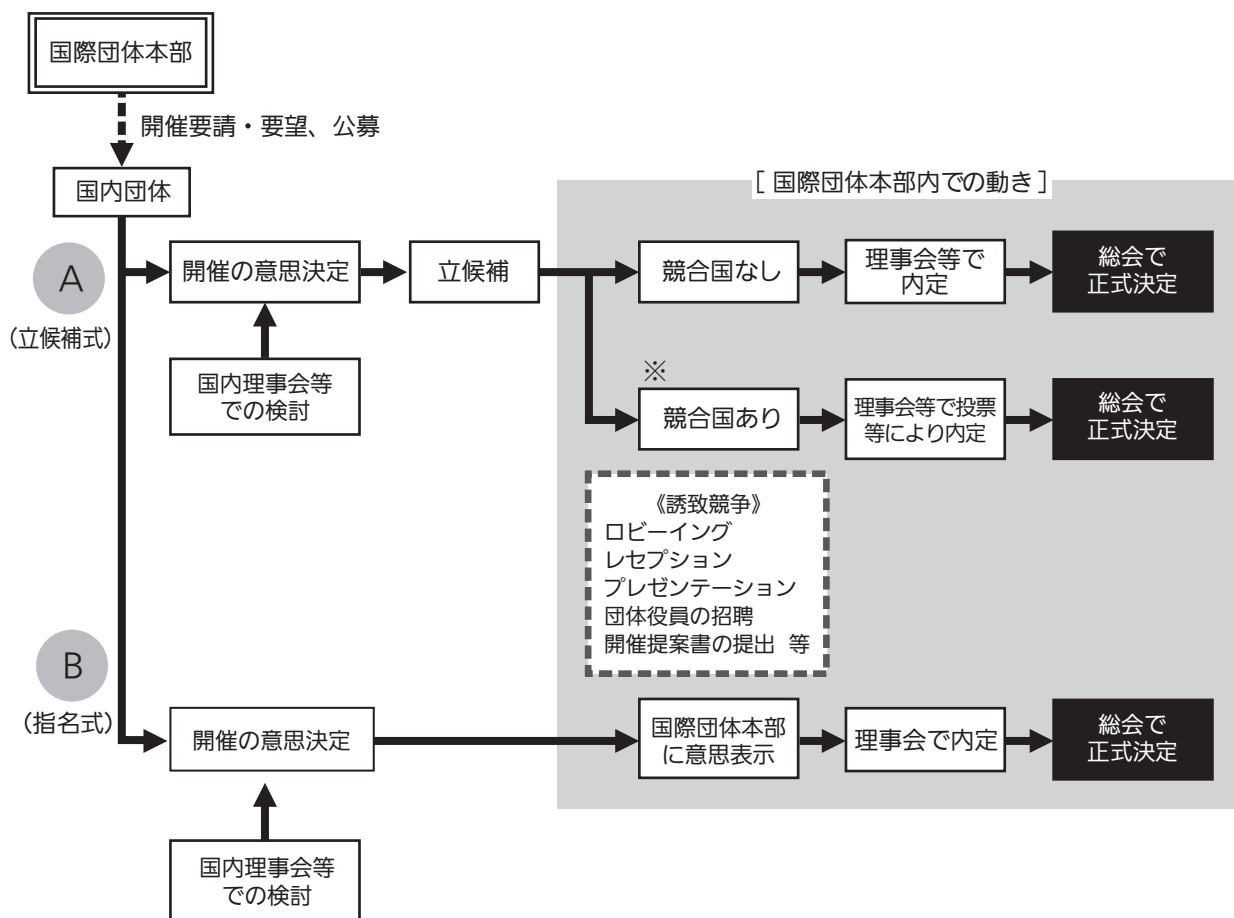 国際団体本部
開催要請・要望、公募
国内団体
[ 国際団体本部内での動き ]
A
(立候補式)
開催の意思決定
立候補
競合国なし
理事会等で
内定
総会で
正式決定
国内理事会等
での検討
※
競合国あり
理事会等で投票
等により内定
総会で
正式決定
《誘致競争》
ロビーイング
レセプション
プレゼンテーション
団体役員の招聘
開催提案書の提出 等
B
(指名式)
開催の意思決定
国際団体本部
に意思表示
理事会で内定
総会で
正式決定
国内理事会等
での検討